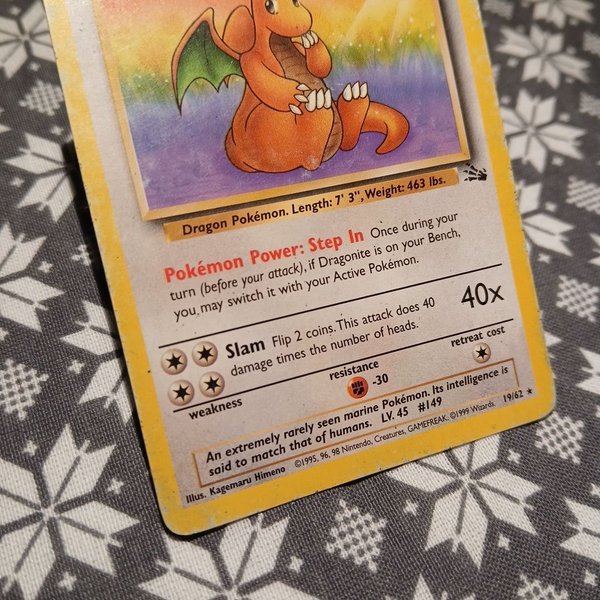 Dragon Pokémon. Length: 7' 3", Weight: 463 lbs.
Pokémon Power: Step In Once during your
turn (before your attack), if Dragonite is on your Bench,
you may switch it with your Active Pokémon.
Slam Flip 2 coins. This attack does 40
damage times the number of heads.
40x
weakness
resistance
-30
retreat cost
An extremely rarely seen marine Pokémon. Its intelligence is
said to match that of humans. LV. 45 #149
Illus. Kagemaru Himeno ©1995, 96, 98 Nintendo, Creatures, GAMEFREAK. ©1999 Wizards. 19/62 ★